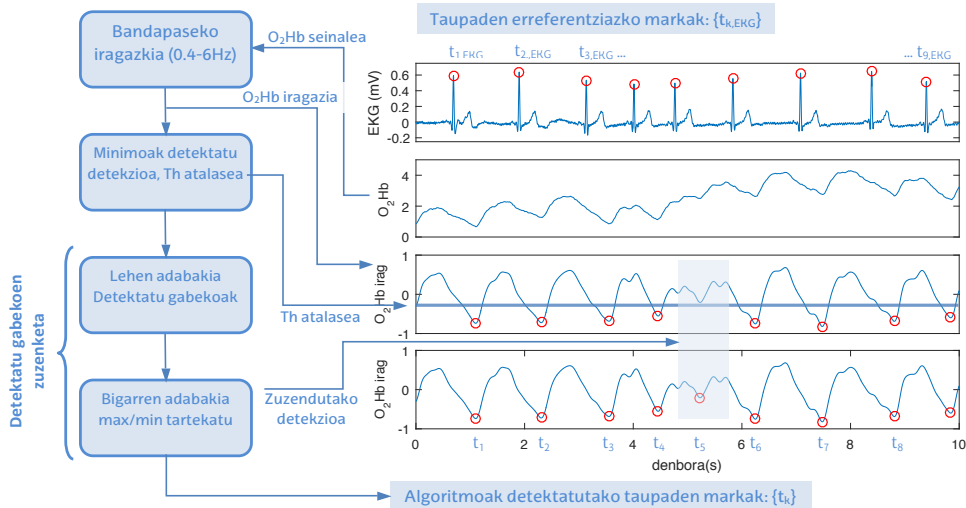 Bandapaseko
iragazkia (0.4-6Hz)
O₂Hb seinalea
O₂Hb iragazia
Minimoak detektatu
detekzioa, Th atalasea
Lehen adabakia
Detektatu gabekoak
Th atalasea
Detektatu gabekoen
zuzenketa
Bigarren adabakia
max/min tartekatu
Zuzendutako
detekzioa
Taupaden erreferentziazko markak: {tk,EKG}
t1,EKG t2,,EKG t3,EKG ... ... t9,EKG
EKG (mV)
0.6
0.4
0.2
0
-0.2
O₂Hb
4
2
0
O₂Hb irag
1
0
-1
O₂Hb irag
1
0
-1
0 2 4 6 8 10
t1 t2 t3 t4 t5 t6 t7 t8
denbora(s)
Algoritmoak detektatutako taupaden markak: {tk}